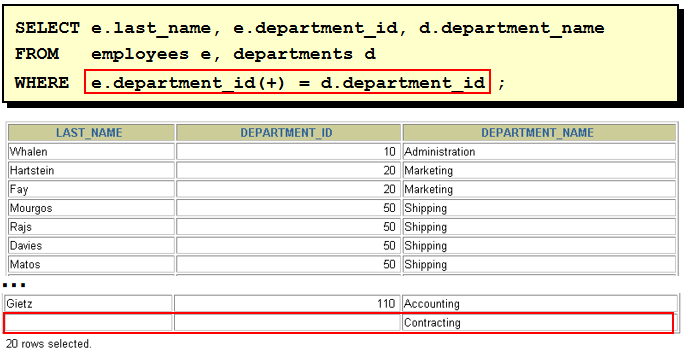 SELECT e.last_name, e.department_id, d.department_name
FROM employees e, departments d
WHERE e.department_id(+) = d.department_id ;
LAST_NAME DEPARTMENT_ID DEPARTMENT_NAME
Whalen 10 Administration
Hartstein 20 Marketing
Fay 20 Marketing
Mourgos 50 Shipping
Rajs 50 Shipping
Davies 50 Shipping
Matos 50 Shipping
...
Gietz 110 Accounting
Contracting
20 rows selected.